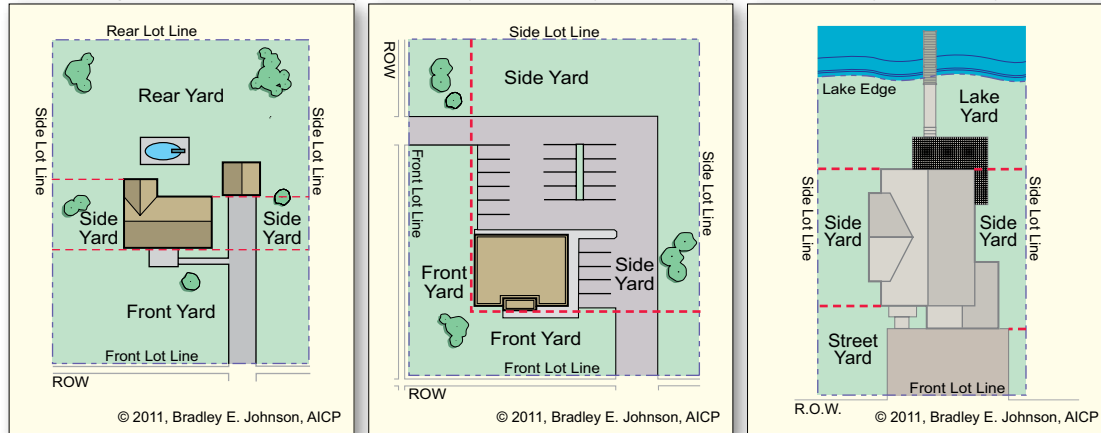 Rear Lot Line
Rear Yard
Side Lot Line
Side Lot Line
Side
Yard
Side
Yard
Front Yard
Front Lot Line
ROW
© 2011, Bradley E. Johnson, AICP
Side Lot Line
ROW
Side Yard
Front Lot Line
Side Lot Line
Front
Yard
Side
Yard
Front Yard
Front Lot Line
ROW
© 2011, Bradley E. Johnson, AICP
Lake Edge
Lake
Yard
Side Lot Line
Side Lot Line
Side
Yard
Side
Yard
Street
Yard
Front Lot Line
R.O.W.
© 2011, Bradley E. Johnson, AICP